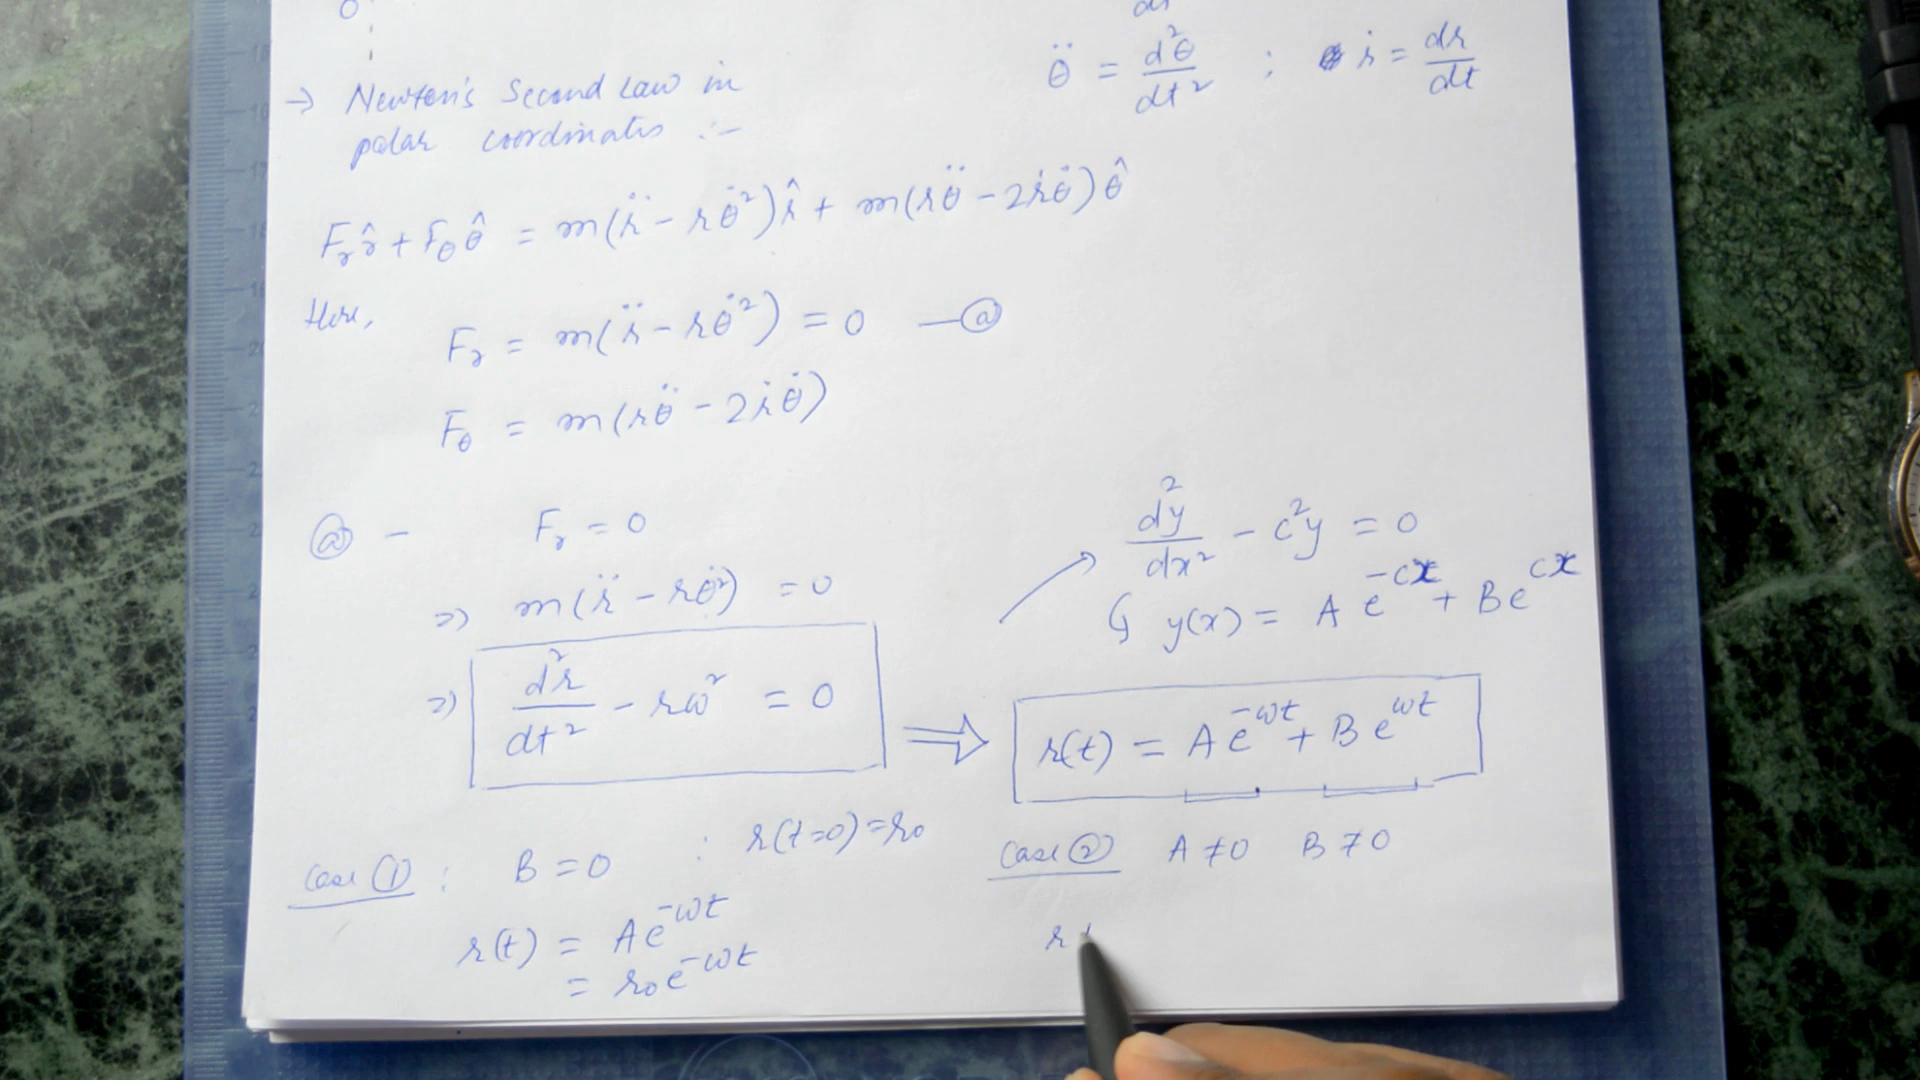 θ̈ = d²θ/dt² ; ṙ = dr/dt
→ Newton's Second Law in
polar coordinates :-
F_r r̂ + F_θ θ̂ = m(r̈ - rθ̇²)r̂ + m(rθ̈ - 2ṙθ̇)θ̂
Here,
F_r = m(r̈ - rθ̇²) = 0 —ⓐ
F_θ = m(rθ̈ - 2ṙθ̇)
ⓐ - F_r = 0
⇒ m(r̈ - rθ̇²) = 0
⇒ d²r/dt² - rω² = 0
d²y/dx² - c²y = 0
↳ y(x) = A e^{-cx} + B e^{cx}
⇒ r(t) = A e^{-ωt} + B e^{ωt}
Case ① : B = 0 : r(t=0) = r₀
r(t) = A e^{-ωt}
= r₀ e^{-ωt}
Case ② A ≠ 0 B ≠ 0
r